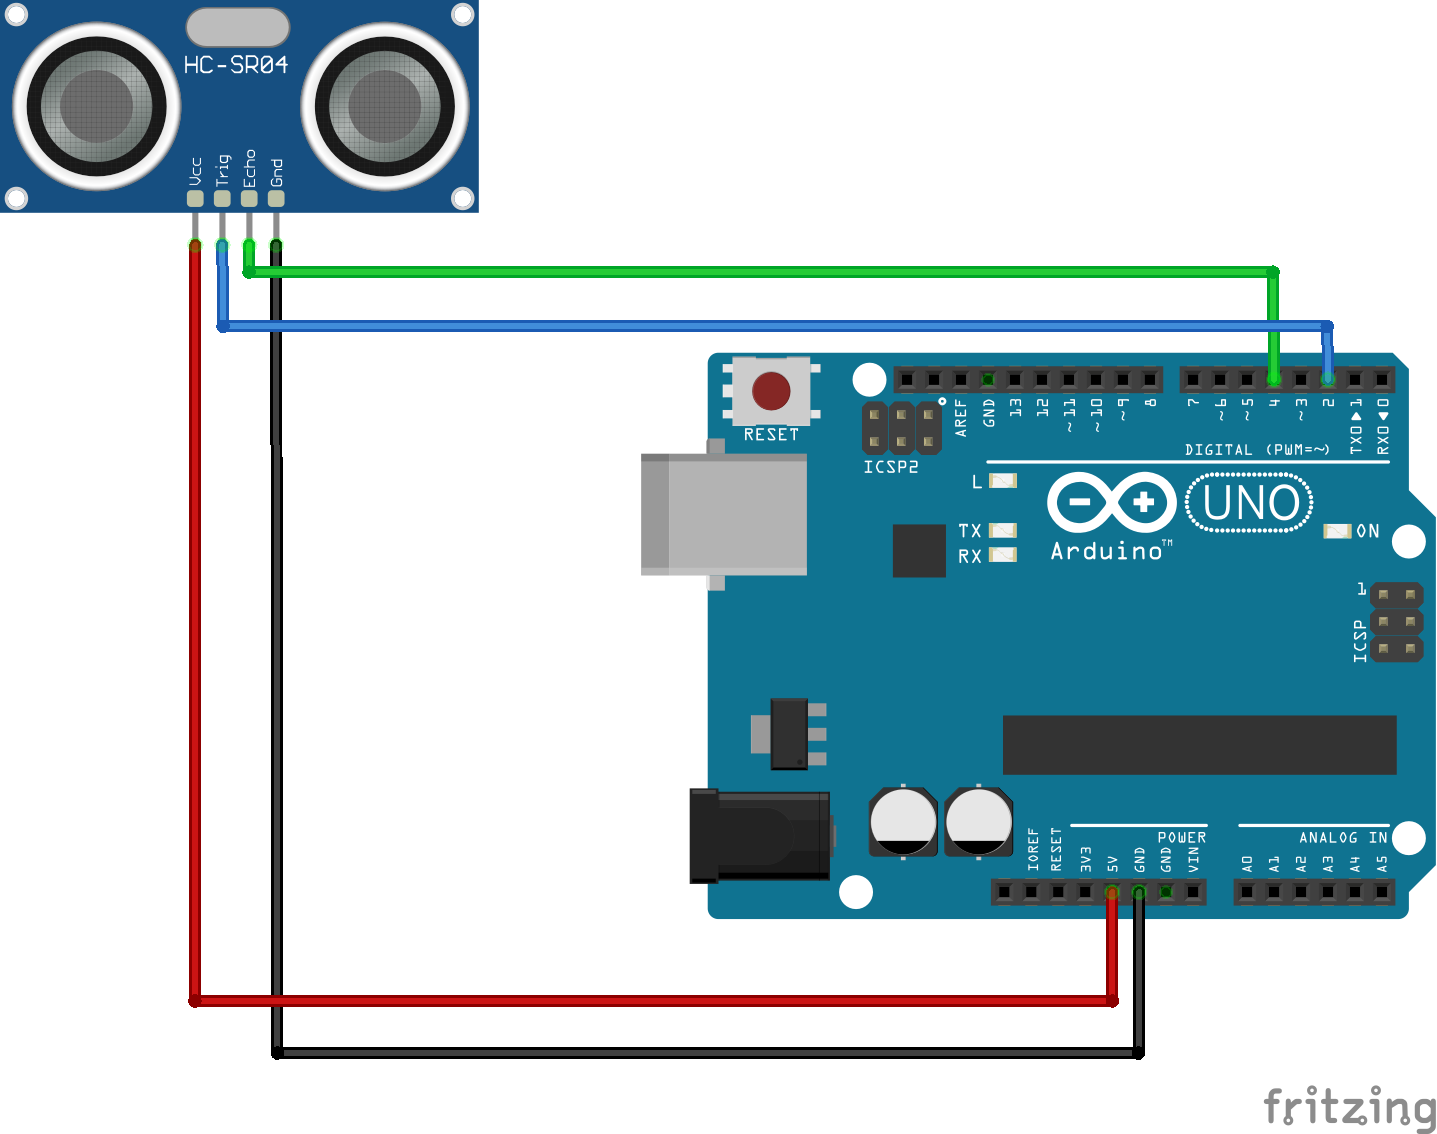 HC-SR04
Vcc
Trig
Echo
Gnd
RESET
ICSP2
AREF
GND
13
12
~11
~10
~9
8
7
~6
~5
4
~3
2
TX0▶1
RX0◀0
DIGITAL (PWM=~)
L
TX
RX
UNO
Arduino™
ON
1
ICSP
IOREF
RESET
3V3
5V
GND
GND
VIN
POWER
ANALOG IN
A0
A1
A2
A3
A4
A5
fritzing